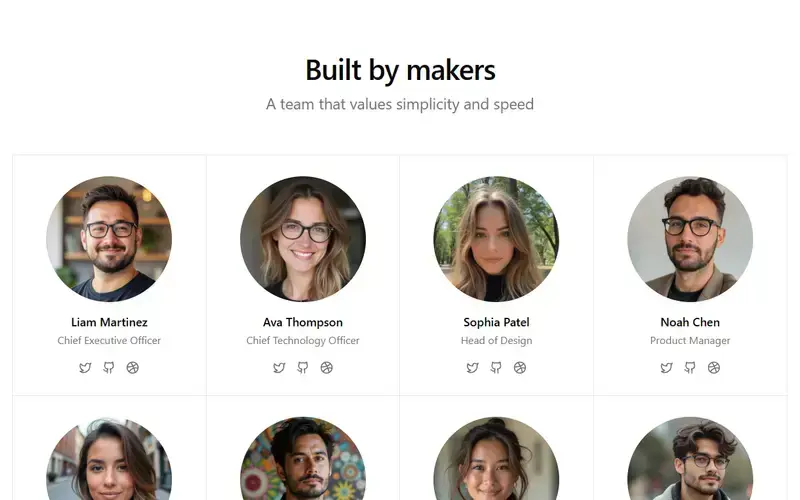 Built by makers
A team that values simplicity and speed
Liam Martinez
Chief Executive Officer
Ava Thompson
Chief Technology Officer
Sophia Patel
Head of Design
Noah Chen
Product Manager